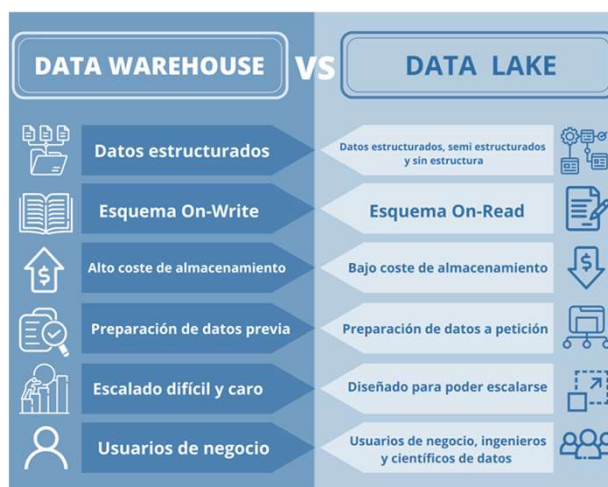 DATA WAREHOUSE VS DATA LAKE
Datos estructurados
Datos estructurados, semi estructurados
y sin estructura
Esquema On-Write
Esquema On-Read
Alto coste de almacenamiento
Bajo coste de almacenamiento
Preparación de datos previa
Preparación de datos a petición
Escalado difícil y caro
Diseñado para poder escalarse
Usuarios de negocio
Usuarios de negocio, ingenieros
y científicos de datos